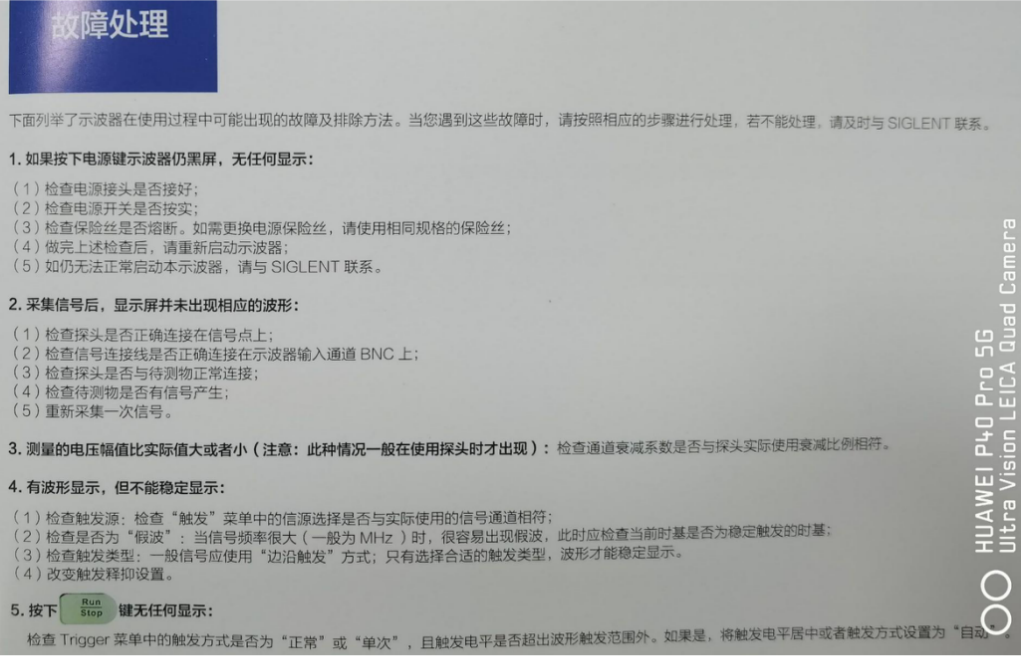 故障处理
下面列举了示波器在使用过程中可能出现的故障及排除方法。当您遇到这些故障时，请按照相应的步骤进行处理，若不能处理，请及时与 SIGLENT 联系。
1. 如果按下电源键示波器仍黑屏，无任何显示：
（1）检查电源接头是否接好；
（2）检查电源开关是否按实；
（3）检查保险丝是否熔断。如需更换电源保险丝，请使用相同规格的保险丝；
（4）做完上述检查后，请重新启动示波器；
（5）如仍无法正常启动本示波器，请与 SIGLENT 联系。
2. 采集信号后，显示屏并未出现相应的波形：
（1）检查探头是否正确连接在信号点上；
（2）检查信号连接线是否正确连接在示波器输入通道 BNC 上；
（3）检查探头是否与待测物正常连接；
（4）检查待测物是否有信号产生；
（5）重新采集一次信号。
3. 测量的电压幅值比实际值大或者小（注意：此种情况一般在使用探头时才出现）：检查通道衰减系数是否与探头实际使用衰减比例相符。
4. 有波形显示，但不能稳定显示：
（1）检查触发源：检查“触发”菜单中的信源选择是否与实际使用的信号通道相符；
（2）检查是否为“假波”：当信号频率很大（一般为 MHz ）时，很容易出现假波，此时应检查当前时基是否为稳定触发的时基；
（3）检查触发类型：一般信号应使用“边沿触发”方式；只有选择合适的触发类型，波形才能稳定显示。
（4）改变触发释抑设置。
5. 按下 Run Stop 键无任何显示：
检查 Trigger 菜单中的触发方式是否为“正常”或“单次”，且触发电平是否超出波形触发范围外。如果是，将触发电平居中或者触发方式设置为“自动”。
HUAWEI P40 Pro 5G
Ultra Vision LEICA Quad Camera